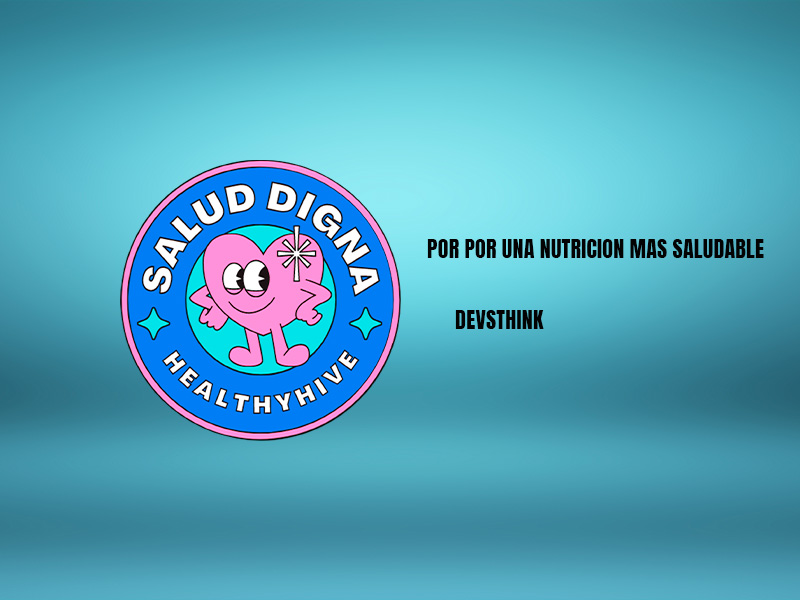 SALUD DIGNA
HEALTHYHIVE
POR POR UNA NUTRICION MAS SALUDABLE
DEVSTHINK